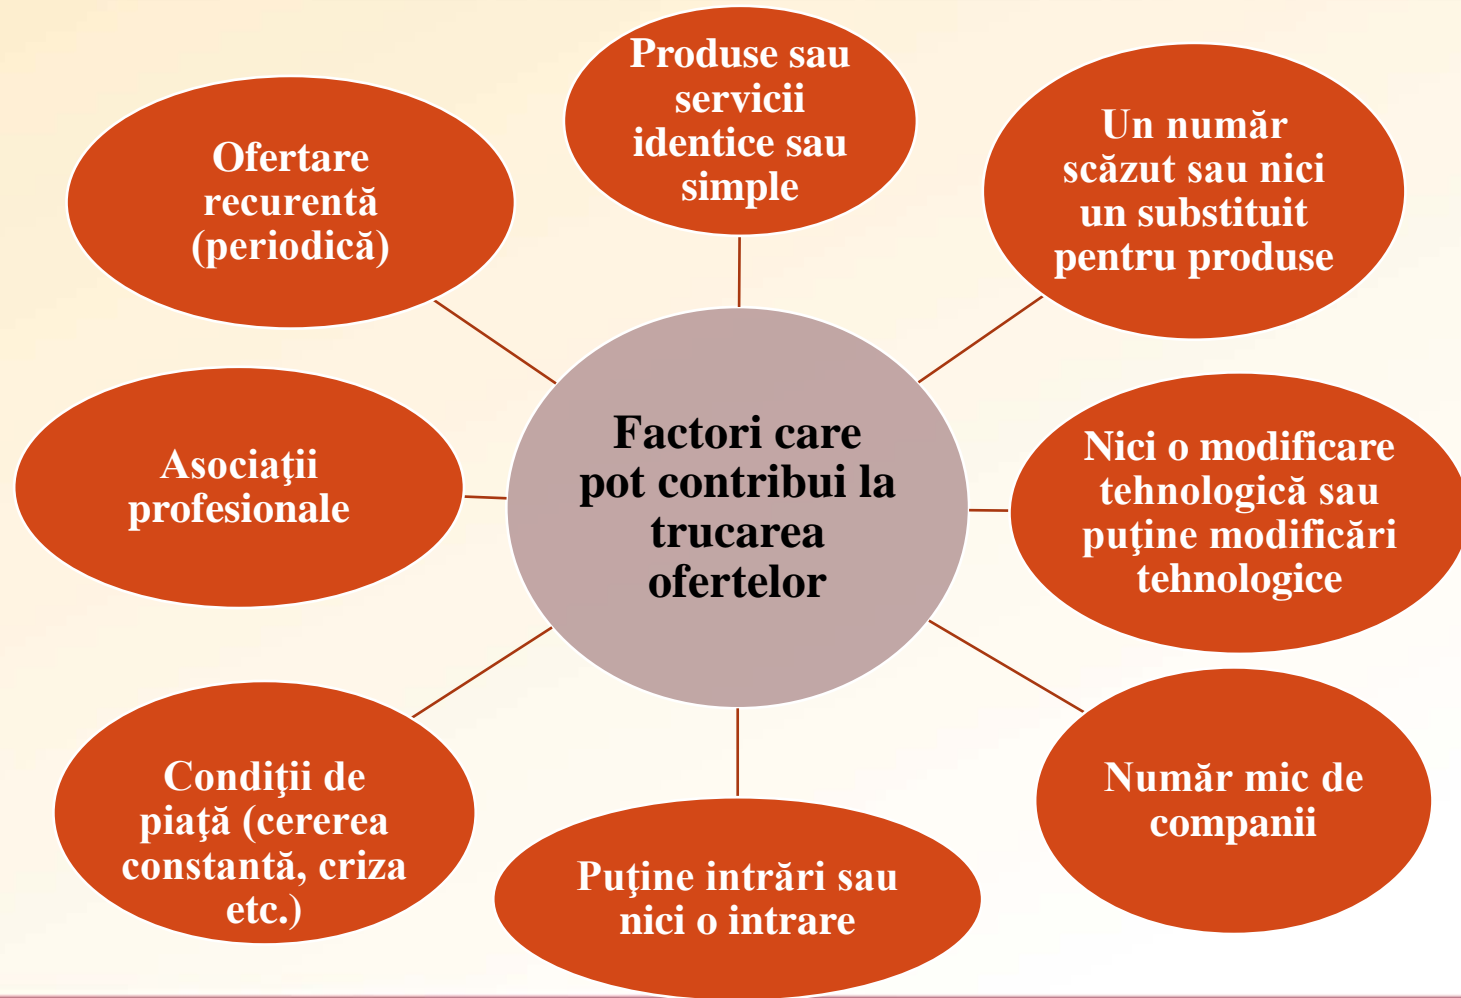 Produse sau
servicii
identice sau
simple
Un număr
scăzut sau nici
un substituit
pentru produse
Nici o modificare
tehnologică sau
puţine modificări
tehnologice
Număr mic de
companii
Puţine intrări sau
nici o intrare
Condiţii de
piaţă (cererea
constantă, criza
etc.)
Asociaţii
profesionale
Ofertare
recurentă
(periodică)
Factori care
pot contribui la
trucarea
ofertelor